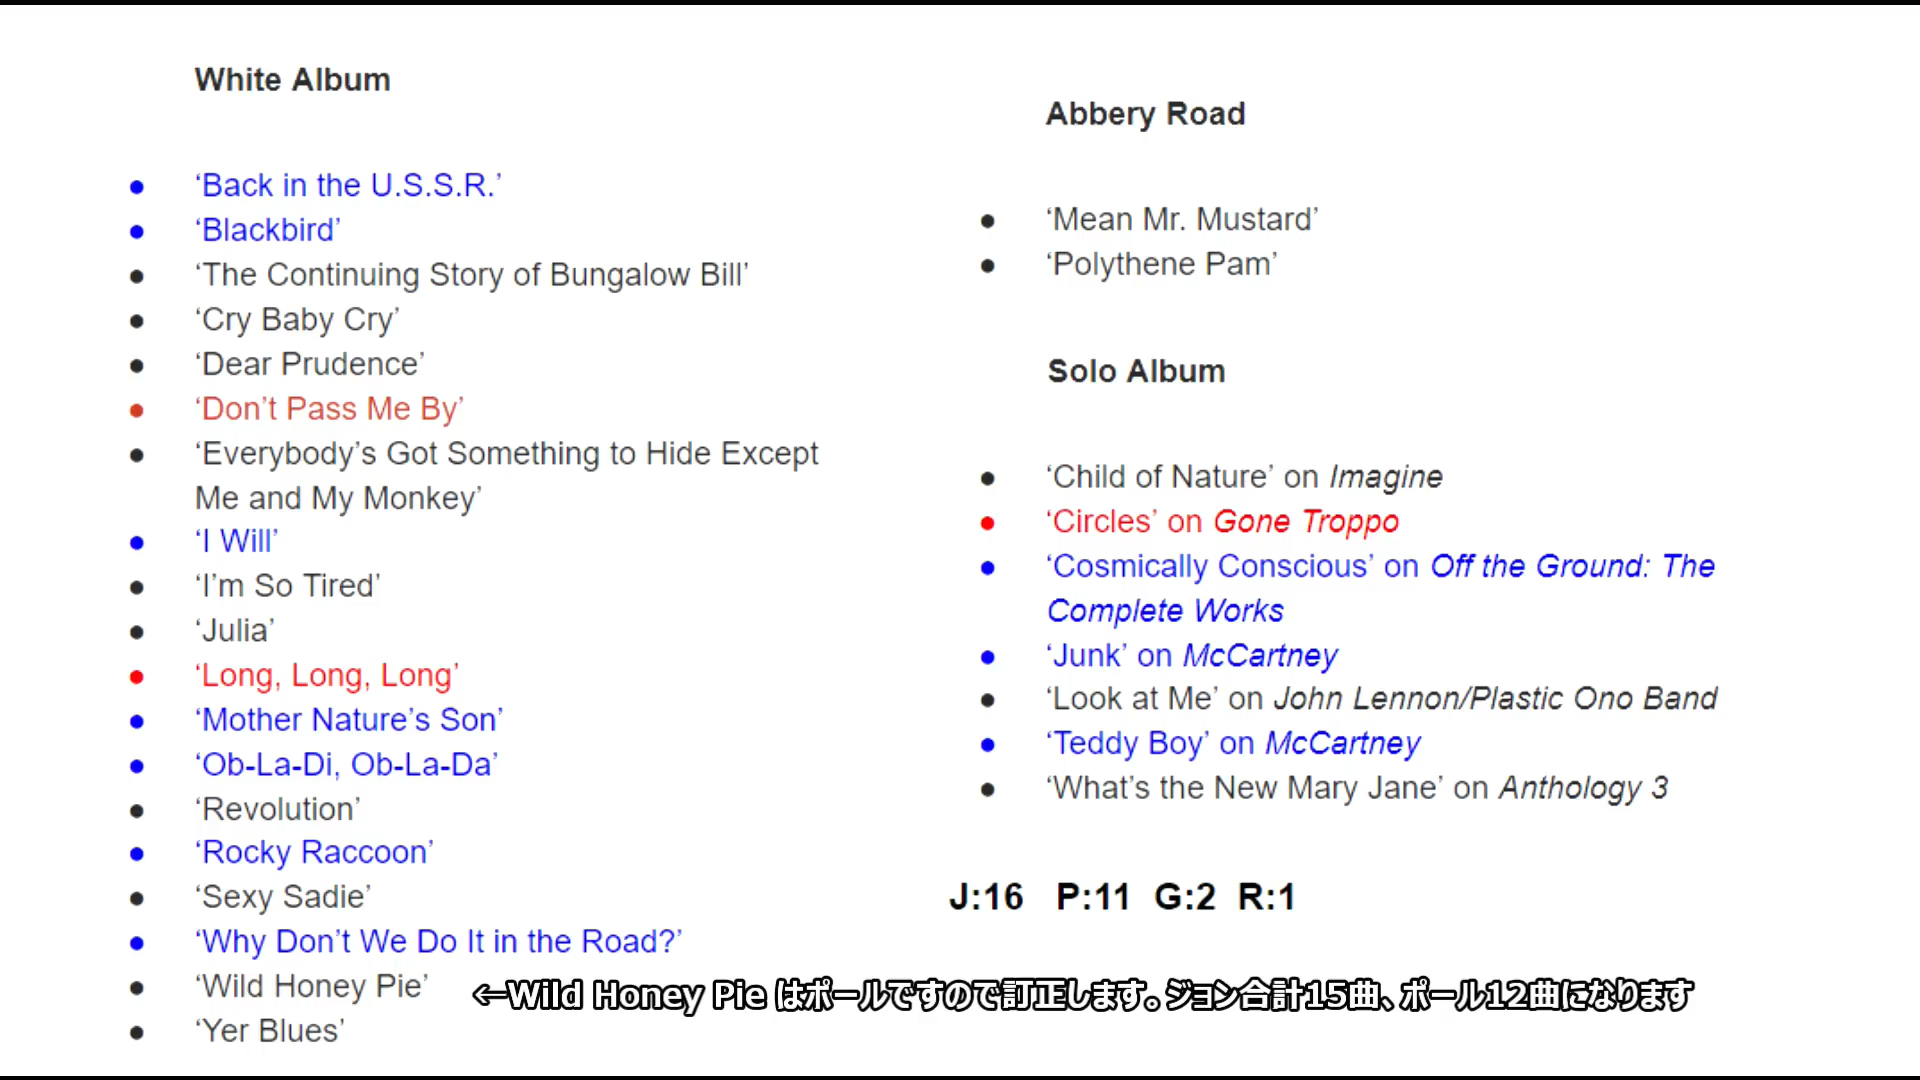 White Album
‘Back in the U.S.S.R.’
‘Blackbird’
‘The Continuing Story of Bungalow Bill’
‘Cry Baby Cry’
‘Dear Prudence’
‘Don’t Pass Me By’
‘Everybody’s Got Something to Hide Except
Me and My Monkey’
‘I Will’
‘I’m So Tired’
‘Julia’
‘Long, Long, Long’
‘Mother Nature’s Son’
‘Ob-La-Di, Ob-La-Da’
‘Revolution’
‘Rocky Raccoon’
‘Sexy Sadie’
‘Why Don’t We Do It in the Road?’
‘Wild Honey Pie’
‘Yer Blues’
Abbery Road
‘Mean Mr. Mustard’
‘Polythene Pam’
Solo Album
‘Child of Nature’ on Imagine
‘Circles’ on Gone Troppo
‘Cosmically Conscious’ on Off the Ground: The
Complete Works
‘Junk’ on McCartney
‘Look at Me’ on John Lennon/Plastic Ono Band
‘Teddy Boy’ on McCartney
‘What’s the New Mary Jane’ on Anthology 3
J:16 P:11 G:2 R:1
←Wild Honey Pie はポールですので訂正します。ジョン合計15曲、ポール12曲になります